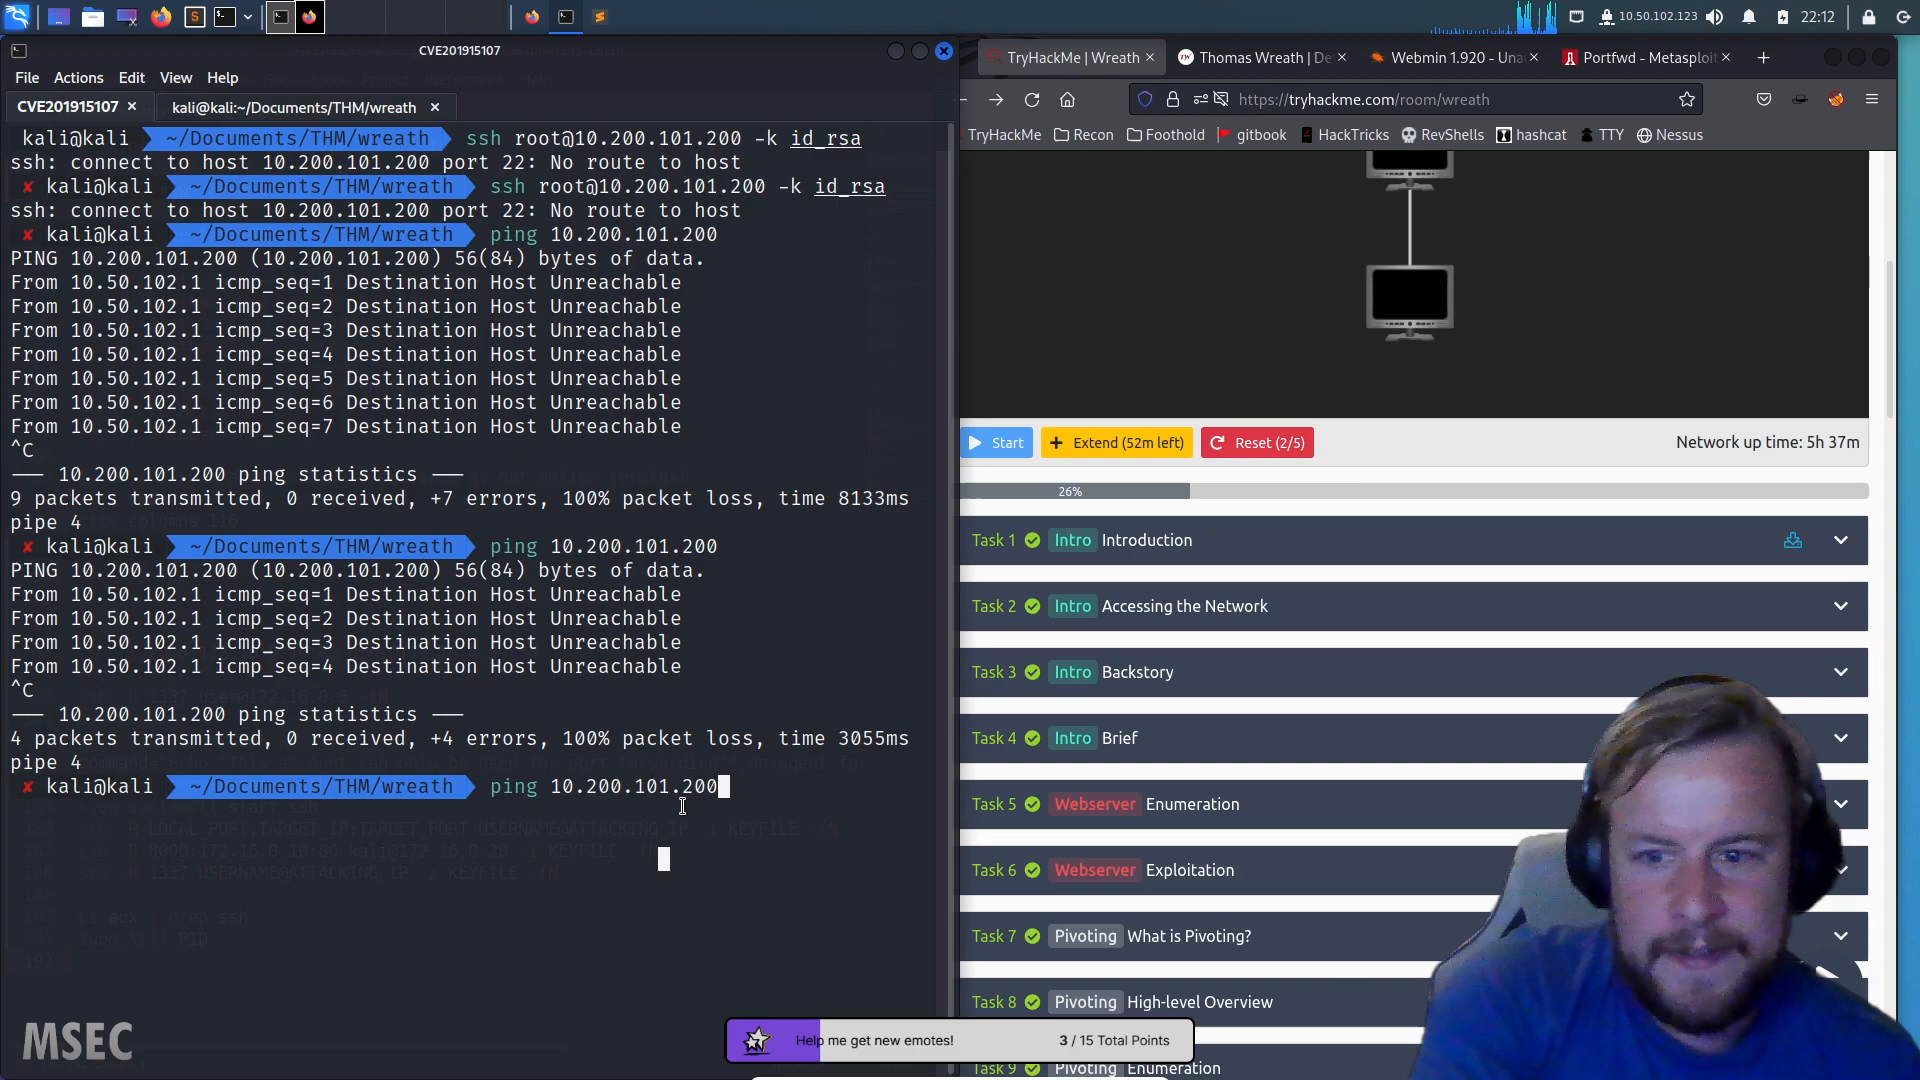 10.50.102.123
22:12
CVE201915107
File Actions Edit View Help
CVE201915107
kali@kali:~/Documents/THM/wreath
kali@kali ~/Documents/THM/wreath ssh root@10.200.101.200 -k id_rsa
ssh: connect to host 10.200.101.200 port 22: No route to host
✘ kali@kali ~/Documents/THM/wreath ssh root@10.200.101.200 -k id_rsa
ssh: connect to host 10.200.101.200 port 22: No route to host
✘ kali@kali ~/Documents/THM/wreath ping 10.200.101.200
PING 10.200.101.200 (10.200.101.200) 56(84) bytes of data.
From 10.50.102.1 icmp_seq=1 Destination Host Unreachable
From 10.50.102.1 icmp_seq=2 Destination Host Unreachable
From 10.50.102.1 icmp_seq=3 Destination Host Unreachable
From 10.50.102.1 icmp_seq=4 Destination Host Unreachable
From 10.50.102.1 icmp_seq=5 Destination Host Unreachable
From 10.50.102.1 icmp_seq=6 Destination Host Unreachable
From 10.50.102.1 icmp_seq=7 Destination Host Unreachable
^C
--- 10.200.101.200 ping statistics ---
9 packets transmitted, 0 received, +7 errors, 100% packet loss, time 8133ms
pipe 4
✘ kali@kali ~/Documents/THM/wreath ping 10.200.101.200
PING 10.200.101.200 (10.200.101.200) 56(84) bytes of data.
From 10.50.102.1 icmp_seq=1 Destination Host Unreachable
From 10.50.102.1 icmp_seq=2 Destination Host Unreachable
From 10.50.102.1 icmp_seq=3 Destination Host Unreachable
From 10.50.102.1 icmp_seq=4 Destination Host Unreachable
^C
--- 10.200.101.200 ping statistics ---
4 packets transmitted, 0 received, +4 errors, 100% packet loss, time 3055ms
pipe 4
✘ kali@kali ~/Documents/THM/wreath ping 10.200.101.200
MSEC
TryHackMe | Wreath
Thomas Wreath | De
Webmin 1.920 - Una
Portfwd - Metasploit
https://tryhackme.com/room/wreath
TryHackMe Recon Foothold gitbook HackTricks RevShells hashcat TTY Nessus
Start Extend (52m left) Reset (2/5) Network up time: 5h 37m
26%
Task 1 Intro Introduction
Task 2 Intro Accessing the Network
Task 3 Intro Backstory
Task 4 Intro Brief
Task 5 Webserver Enumeration
Task 6 Webserver Exploitation
Task 7 Pivoting What is Pivoting?
Task 8 Pivoting High-level Overview
Task 9 Pivoting Enumeration
Help me get new emotes! 3 / 15 Total Points